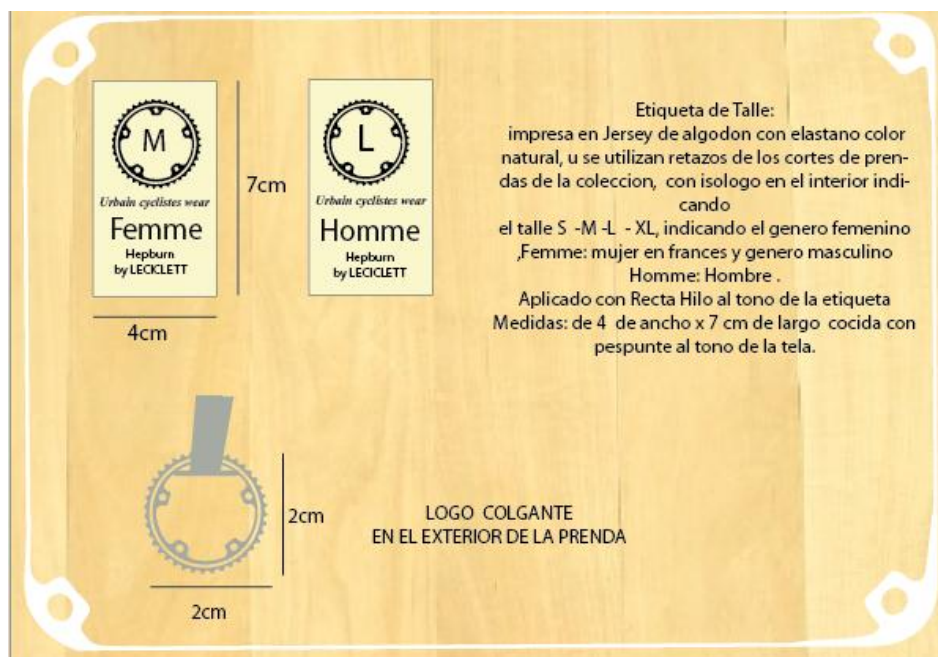 M
Urbain cyclistes wear
Femme
Hepburn
by LECICLETT
7cm
4cm
L
Urbain cyclistes wear
Homme
Hepburn
by LECICLETT
Etiqueta de Talle:
impresa en Jersey de algodon con elastano color
natural, u se utilizan retazos de los cortes de pren-
das de la coleccion, con isologo en el interior indi-
cando
el talle S -M -L - XL, indicando el genero femenino
,Femme: mujer en frances y genero masculino
Homme: Hombre .
Aplicado con Recta Hilo al tono de la etiqueta
Medidas: de 4 de ancho x 7 cm de largo cocida con
pespunte al tono de la tela.
2cm
2cm
LOGO COLGANTE
EN EL EXTERIOR DE LA PRENDA